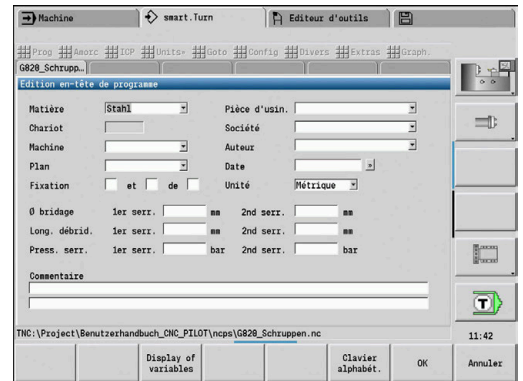 Machine smart.Turn Editeur d'outils
Prog Amorc ICP Units» Goto Config Divers Extras Graph.
G820_Schrupp...
Edition en-tête de programme
Matière Stahl Pièce d'usin.
Chariot Société
Machine Auteur
Plan Date »
Fixation et de Unité Métrique
Ø bridage 1er serr. mm 2nd serr. mm
Long. débrid. 1er serr. mm 2nd serr. mm
Press. serr. 1er serr. bar 2nd serr. bar
Commentaire
TNC:\Project\Benutzerhandbuch_CNC_PILOT\ncps\G820_Schruppen.nc
T
11:42
Display of variables Clavier alphabét. OK Annuler